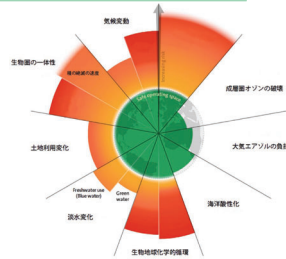 気候変動
生物圏の一体性
種の絶滅の速度
Safe operating space
成層圏オゾンの破壊
土地利用変化
大気エアゾルの負荷
Freshwater use
(Blue water)
Green
water
海洋酸性化
淡水変化
生物地球化学的循環